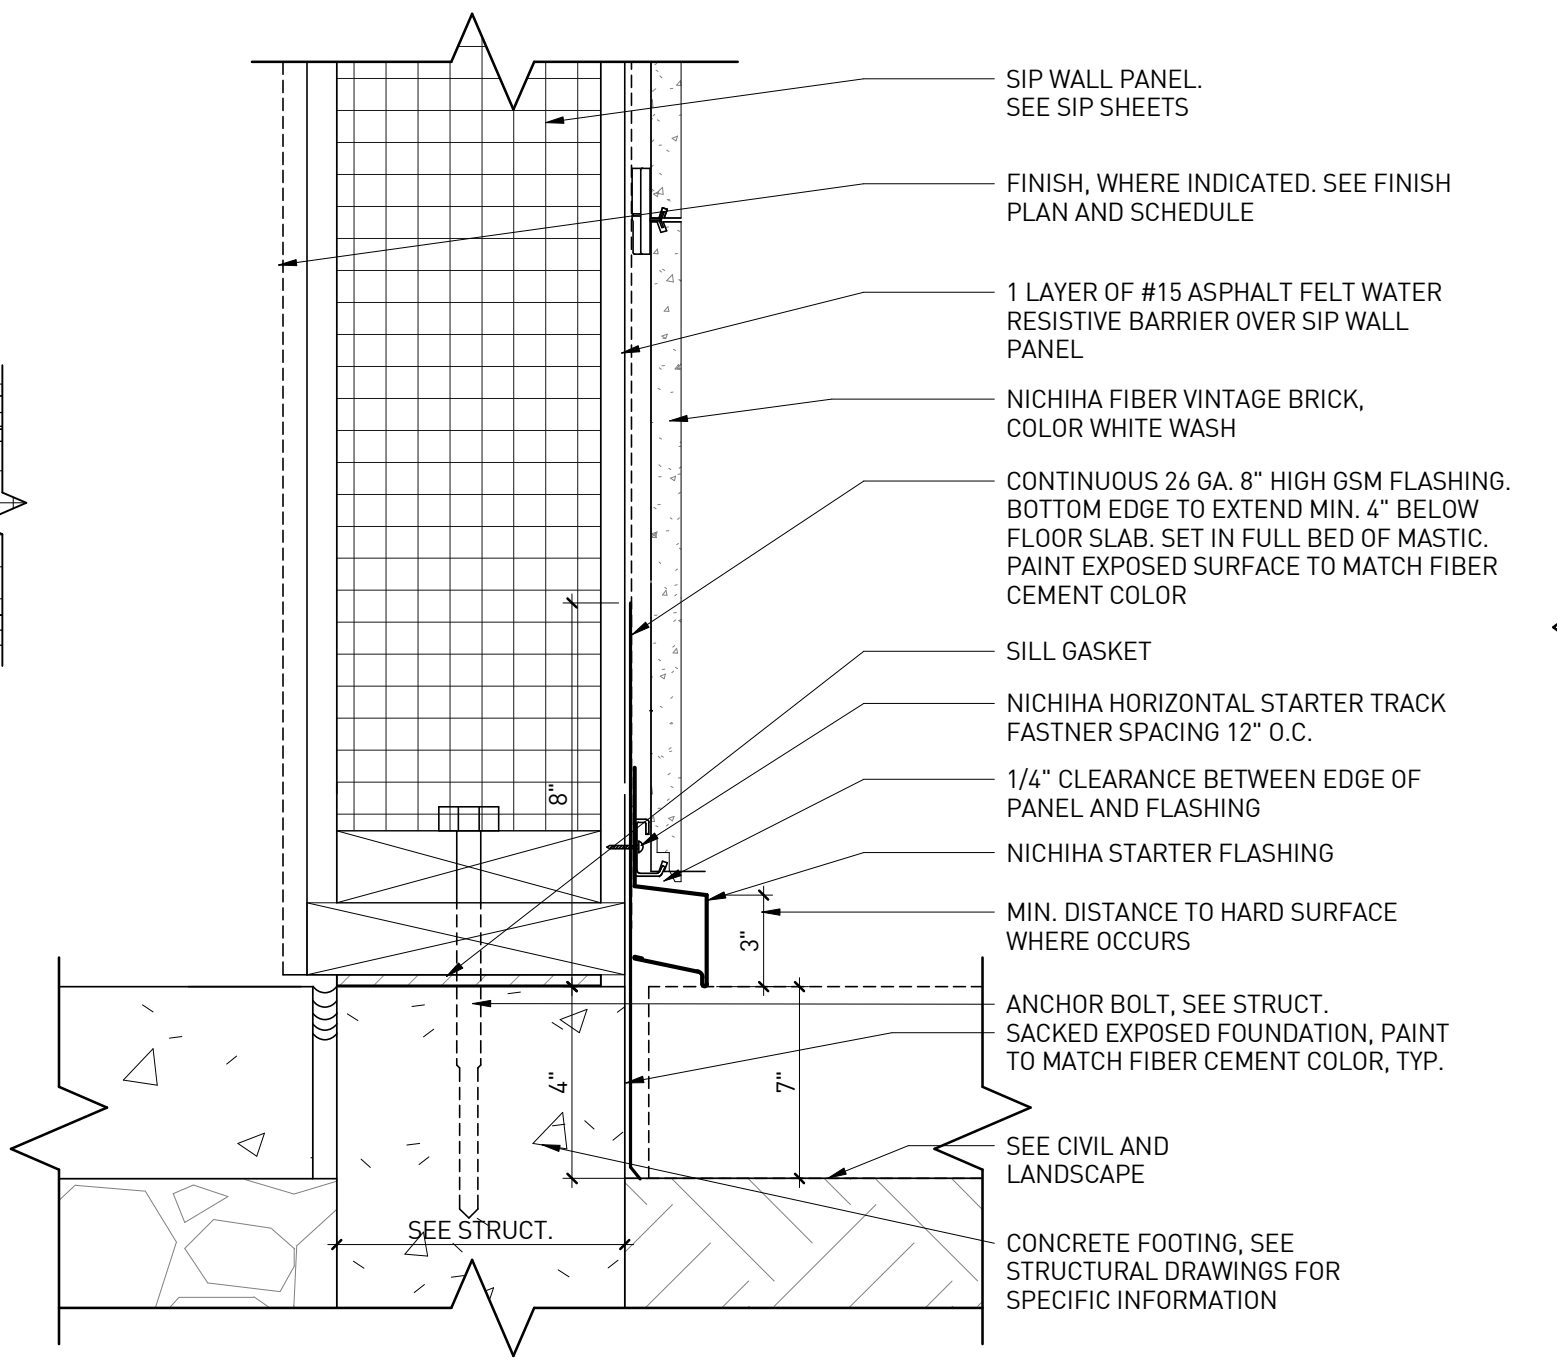 SIP WALL PANEL.
SEE SIP SHEETS
FINISH, WHERE INDICATED. SEE FINISH
PLAN AND SCHEDULE
1 LAYER OF #15 ASPHALT FELT WATER
RESISTIVE BARRIER OVER SIP WALL
PANEL
NICHIHA FIBER VINTAGE BRICK,
COLOR WHITE WASH
CONTINUOUS 26 GA. 8" HIGH GSM FLASHING.
BOTTOM EDGE TO EXTEND MIN. 4" BELOW
FLOOR SLAB. SET IN FULL BED OF MASTIC.
PAINT EXPOSED SURFACE TO MATCH FIBER
CEMENT COLOR
SILL GASKET
NICHIHA HORIZONTAL STARTER TRACK
FASTNER SPACING 12" O.C.
1/4" CLEARANCE BETWEEN EDGE OF
PANEL AND FLASHING
NICHIHA STARTER FLASHING
MIN. DISTANCE TO HARD SURFACE
WHERE OCCURS
ANCHOR BOLT, SEE STRUCT.
SACKED EXPOSED FOUNDATION, PAINT
TO MATCH FIBER CEMENT COLOR, TYP.
SEE CIVIL AND
LANDSCAPE
CONCRETE FOOTING, SEE
STRUCTURAL DRAWINGS FOR
SPECIFIC INFORMATION
8"
3"
4"
7"
SEE STRUCT.